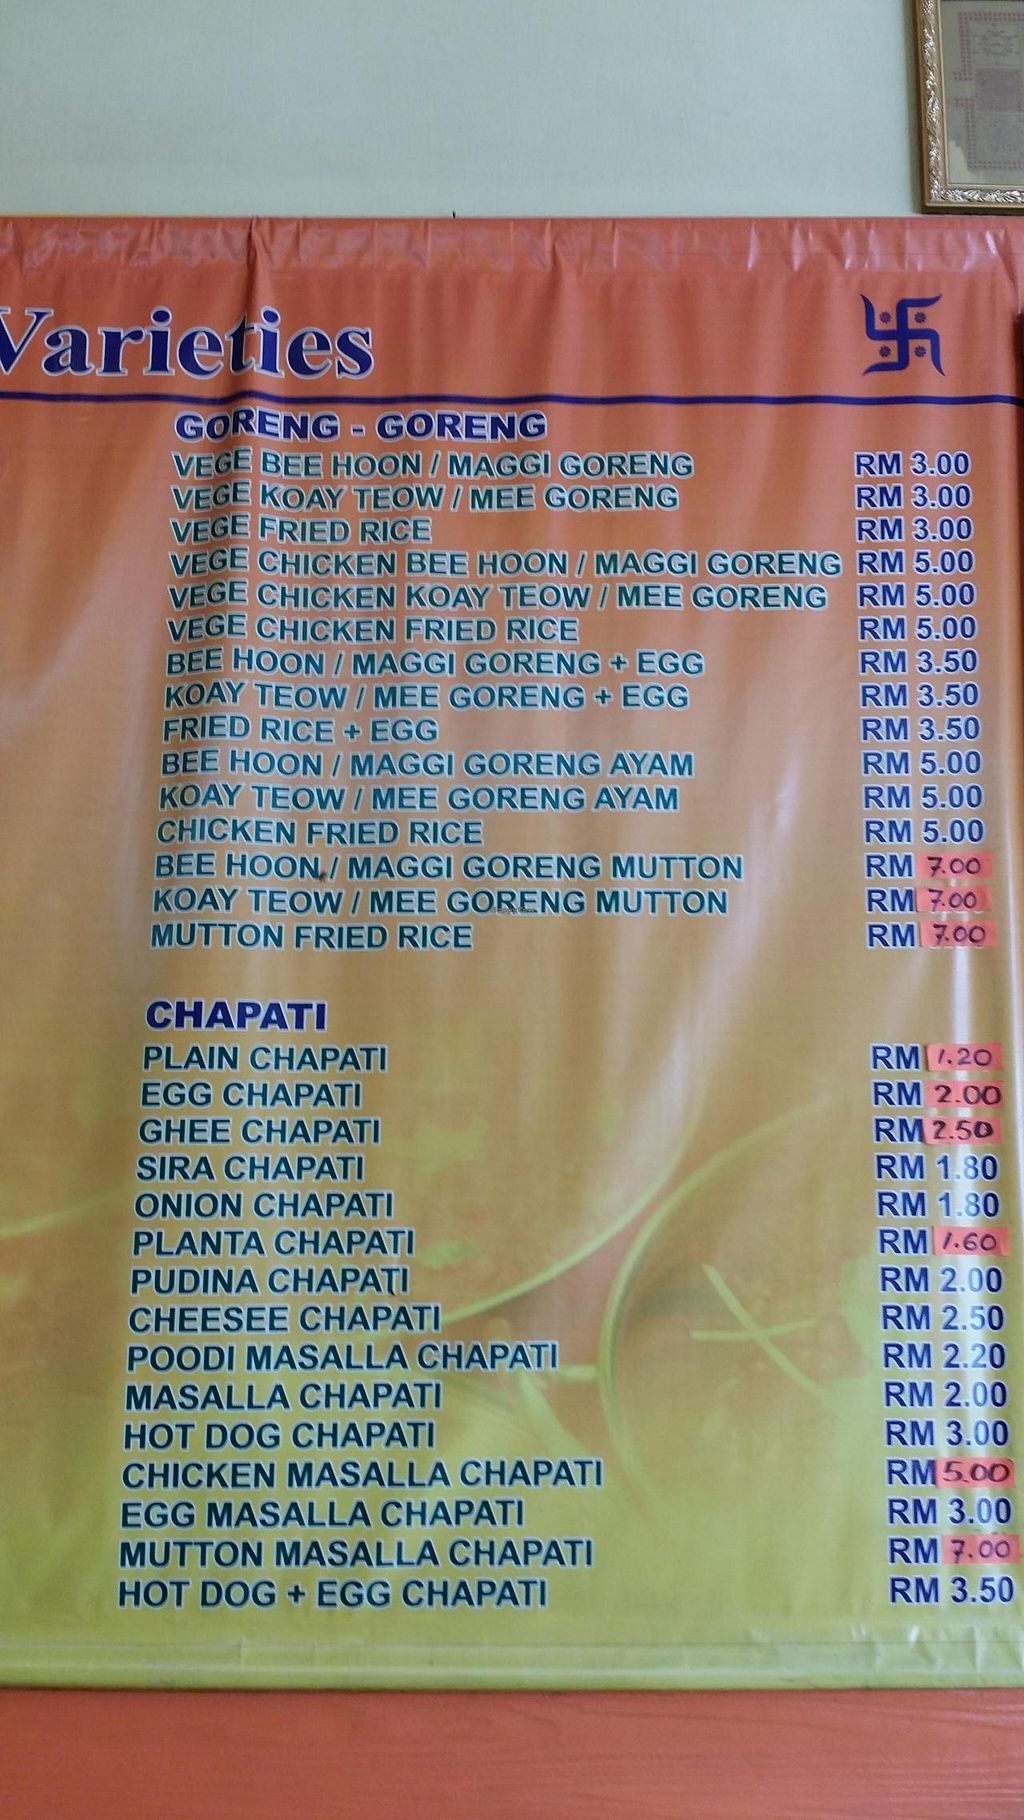 Varieties
GORENG - GORENG
VEGE BEE HOON / MAGGI GORENG RM 3.00
VEGE KOAY TEOW / MEE GORENG RM 3.00
VEGE FRIED RICE RM 3.00
VEGE CHICKEN BEE HOON / MAGGI GORENG RM 5.00
VEGE CHICKEN KOAY TEOW / MEE GORENG RM 5.00
VEGE CHICKEN FRIED RICE RM 5.00
BEE HOON / MAGGI GORENG + EGG RM 3.50
KOAY TEOW / MEE GORENG + EGG RM 3.50
FRIED RICE + EGG RM 3.50
BEE HOON / MAGGI GORENG AYAM RM 5.00
KOAY TEOW / MEE GORENG AYAM RM 5.00
CHICKEN FRIED RICE RM 5.00
BEE HOON / MAGGI GORENG MUTTON RM 7.00
KOAY TEOW / MEE GORENG MUTTON RM 7.00
MUTTON FRIED RICE RM 7.00
CHAPATI
PLAIN CHAPATI RM 1.20
EGG CHAPATI RM 2.00
GHEE CHAPATI RM 2.50
SIRA CHAPATI RM 1.80
ONION CHAPATI RM 1.80
PLANTA CHAPATI RM 1.60
PUDINA CHAPATI RM 2.00
CHEESEE CHAPATI RM 2.50
POODI MASALLA CHAPATI RM 2.20
MASALLA CHAPATI RM 2.00
HOT DOG CHAPATI RM 3.00
CHICKEN MASALLA CHAPATI RM 5.00
EGG MASALLA CHAPATI RM 3.00
MUTTON MASALLA CHAPATI RM 7.00
HOT DOG + EGG CHAPATI RM 3.50